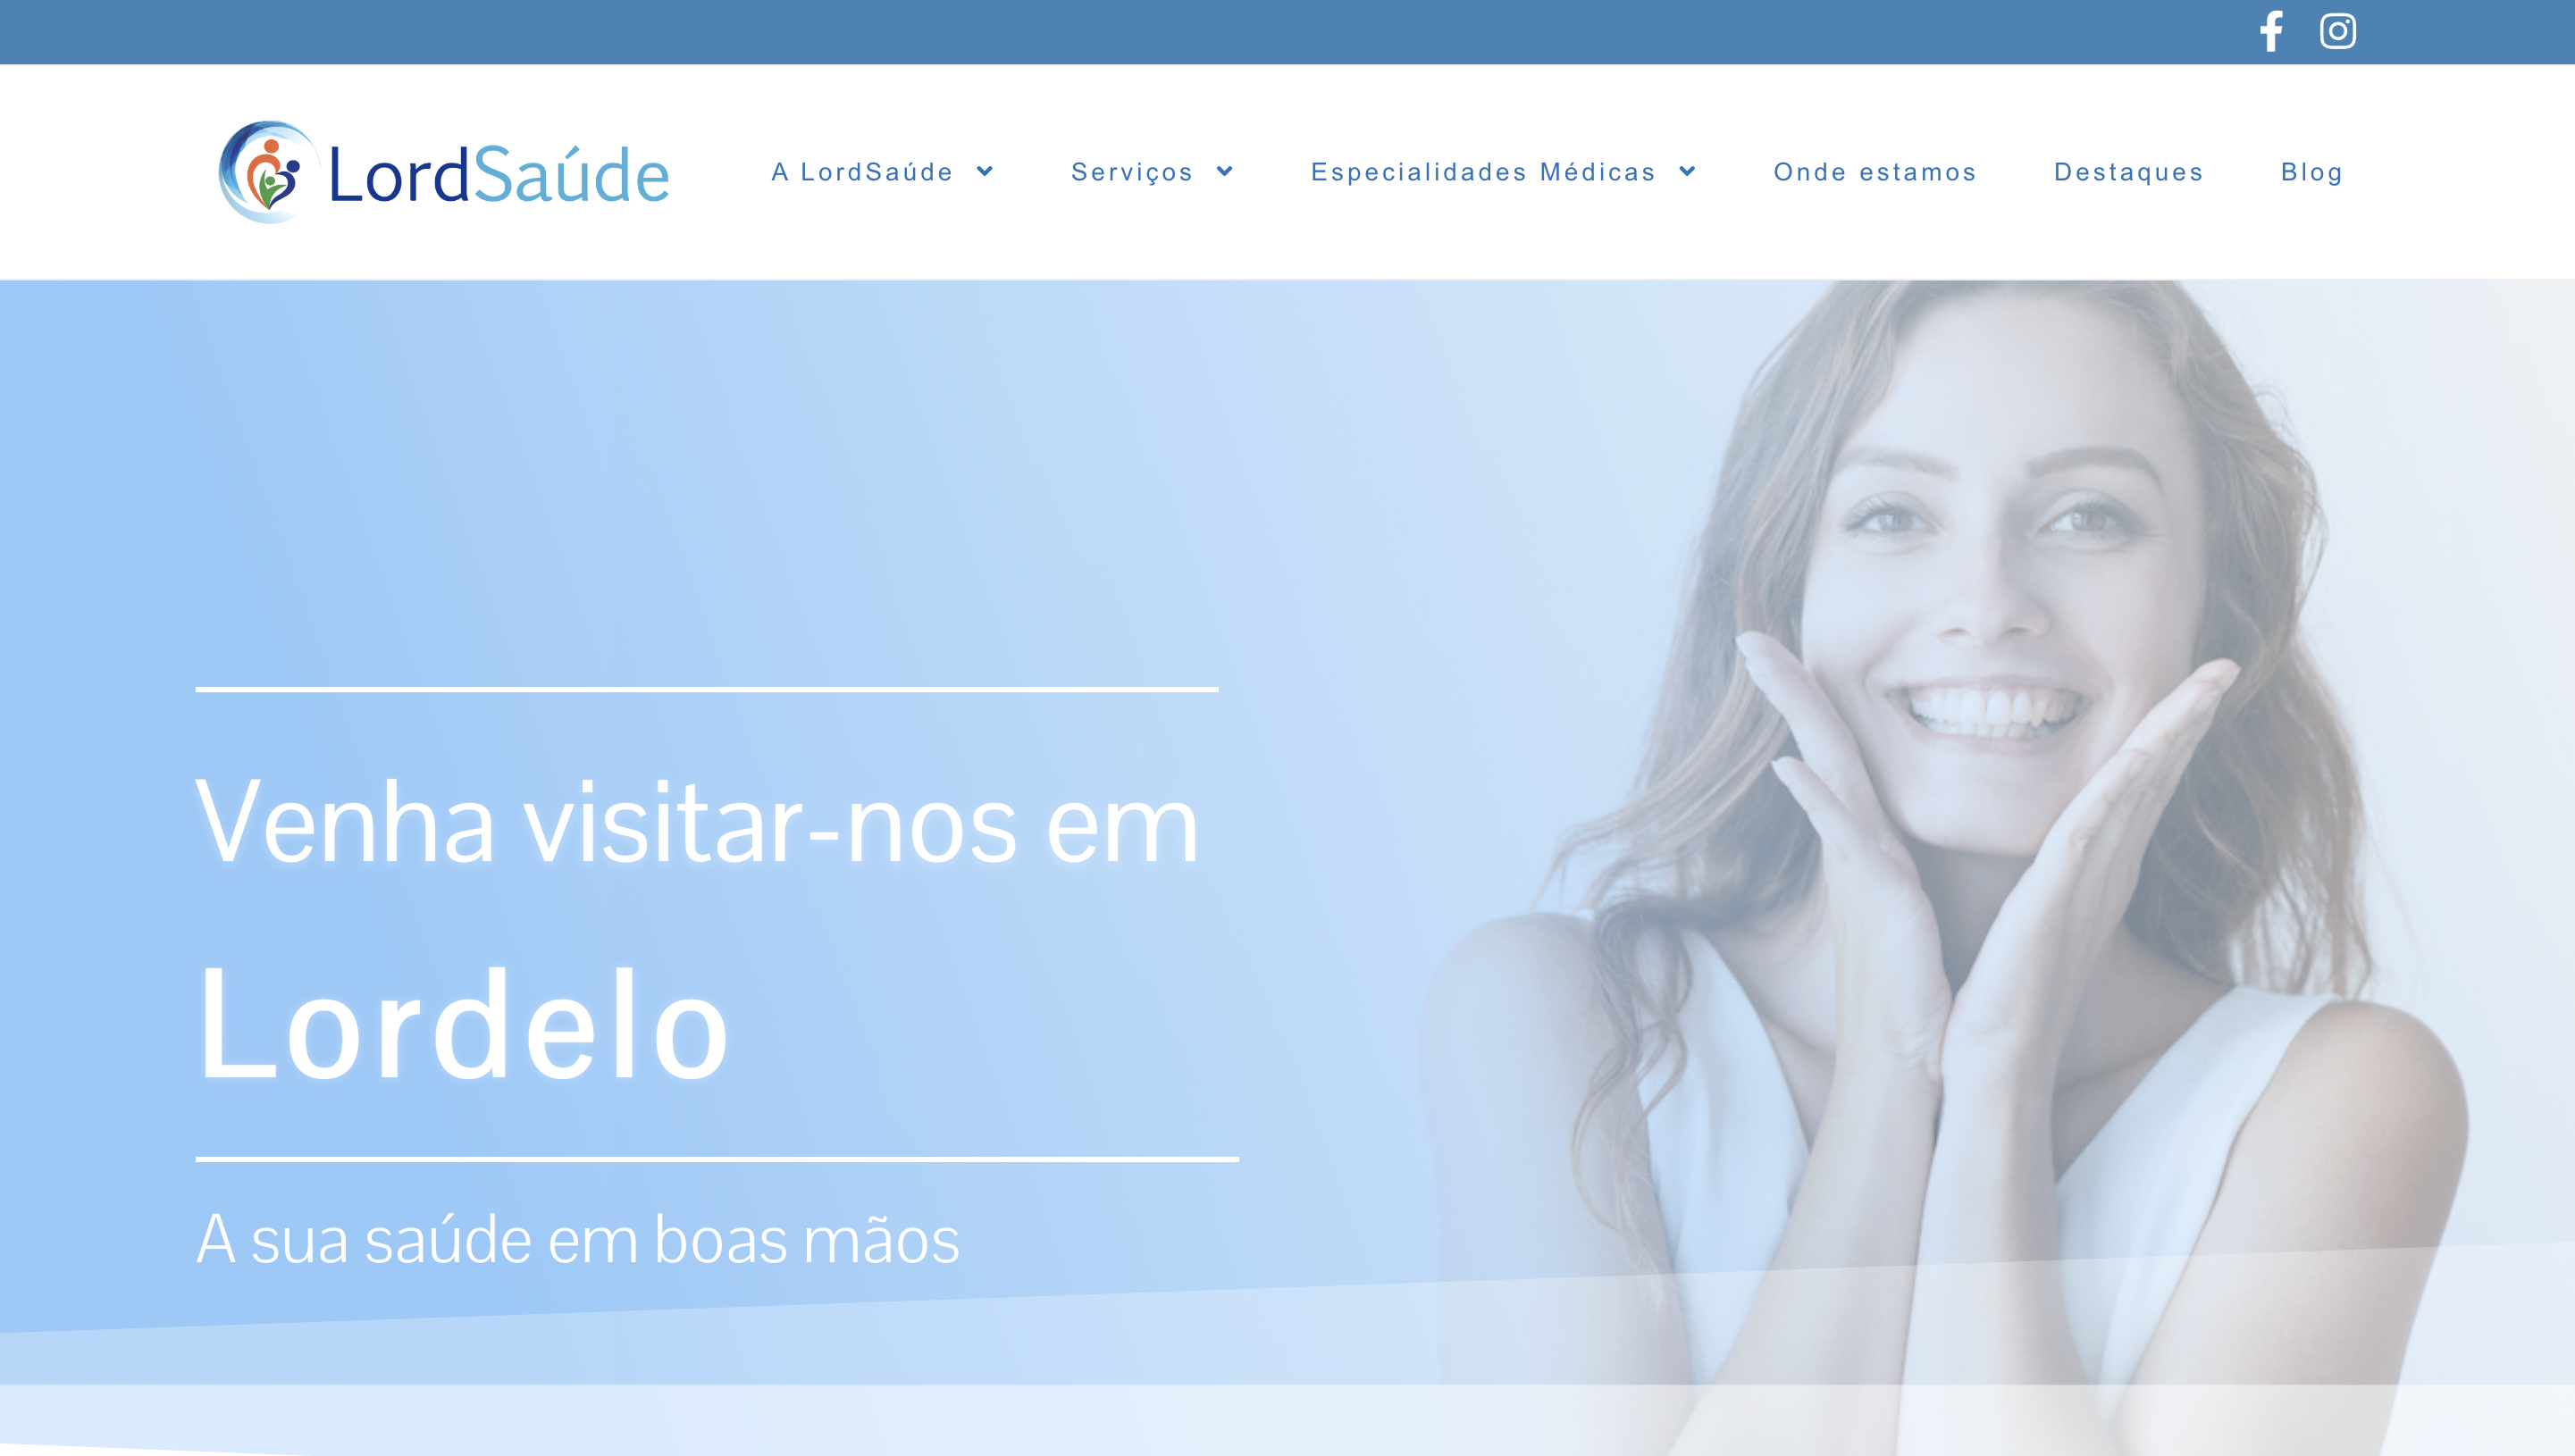 LordSaúde
A LordSaúde
Serviços
Especialidades Médicas
Onde estamos
Destaques
Blog
Venha visitar-nos em
Lordelo
A sua saúde em boas mãos